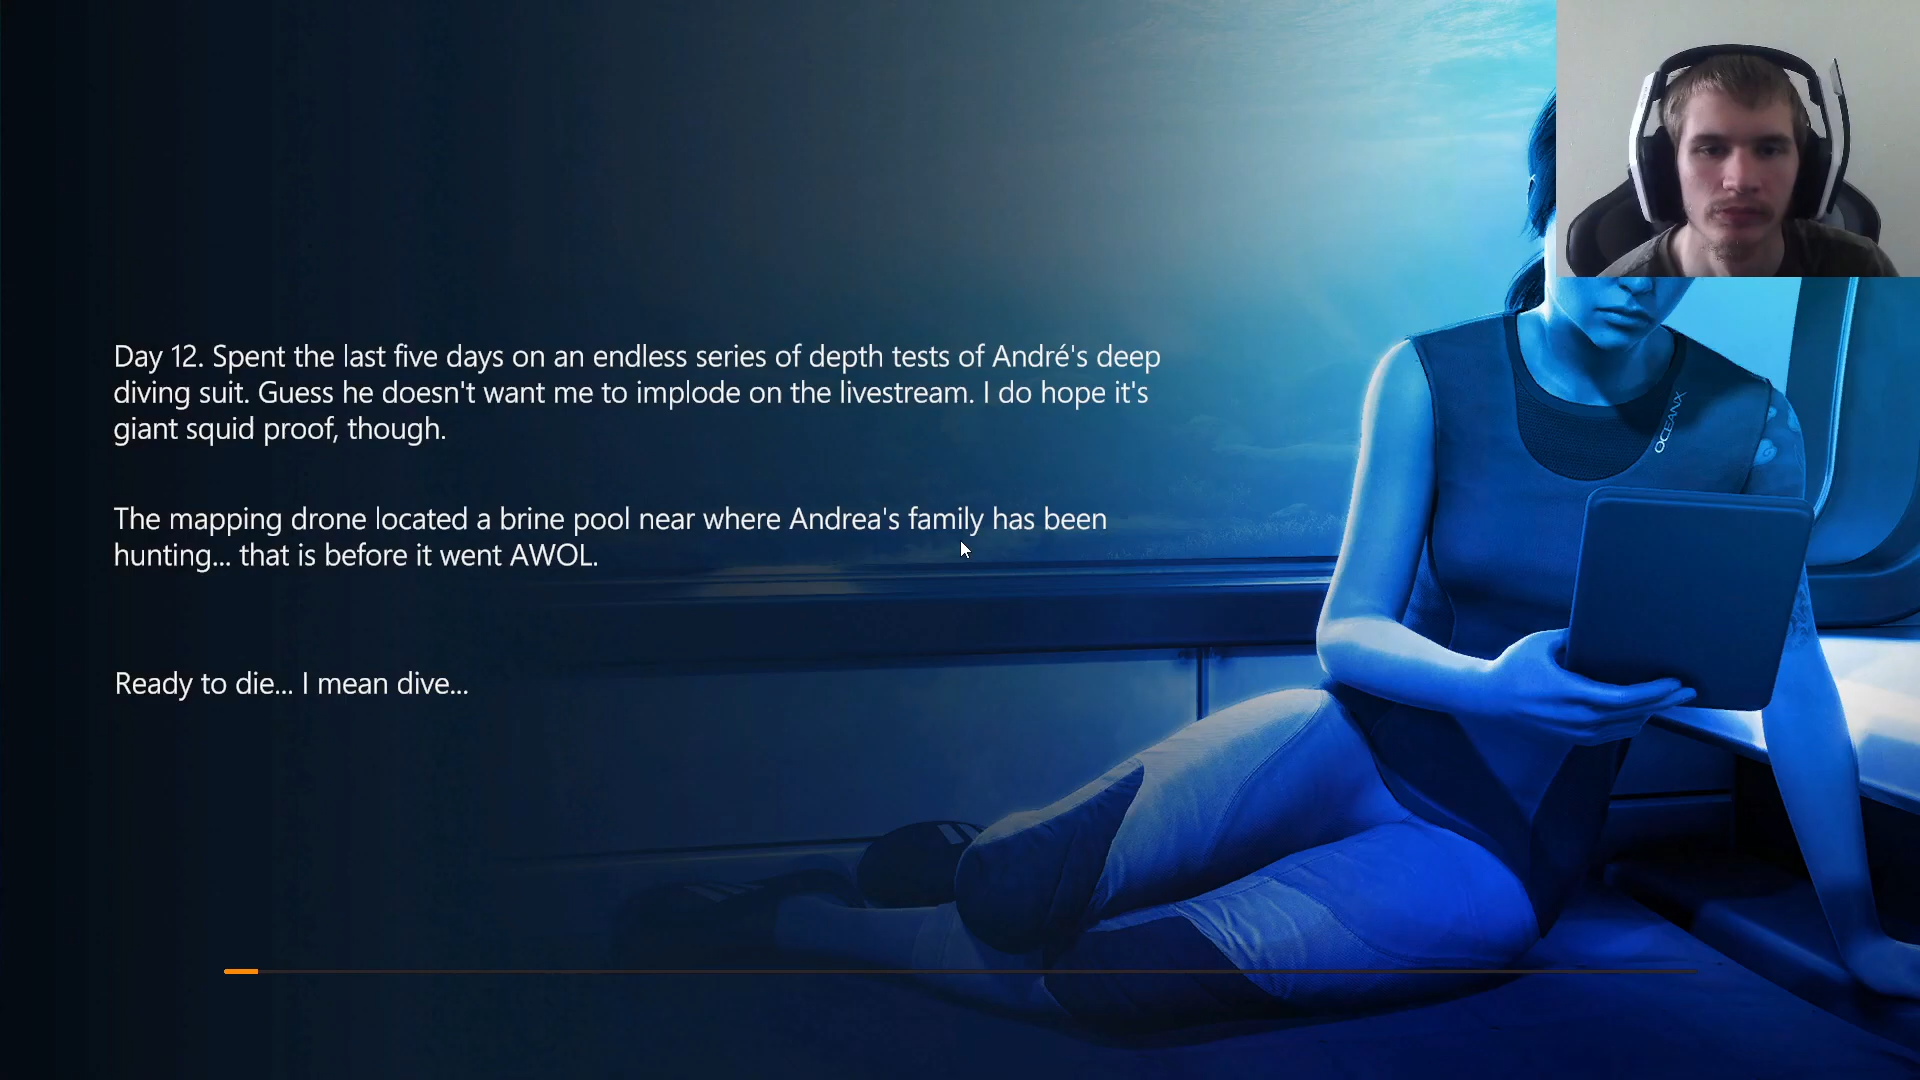 Day 12. Spent the last five days on an endless series of depth tests of André's deep
diving suit. Guess he doesn't want me to implode on the livestream. I do hope it's
giant squid proof, though.
The mapping drone located a brine pool near where Andrea's family has been
hunting... that is before it went AWOL.
Ready to die... I mean dive...
OCEANX